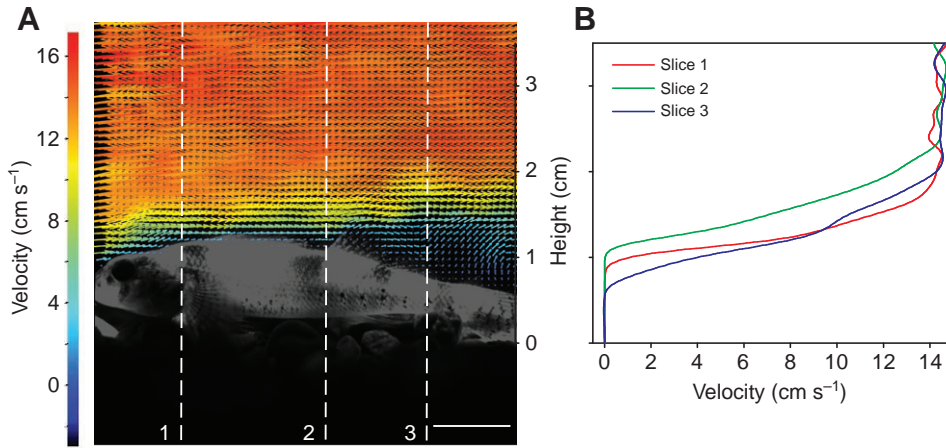 A
B
16
12
8
4
0
Velocity (cm s⁻¹)
1
2
3
3
2
1
0
Height (cm)
Slice 1
Slice 2
Slice 3
0 2 4 6 8 10 12 14
Velocity (cm s⁻¹)